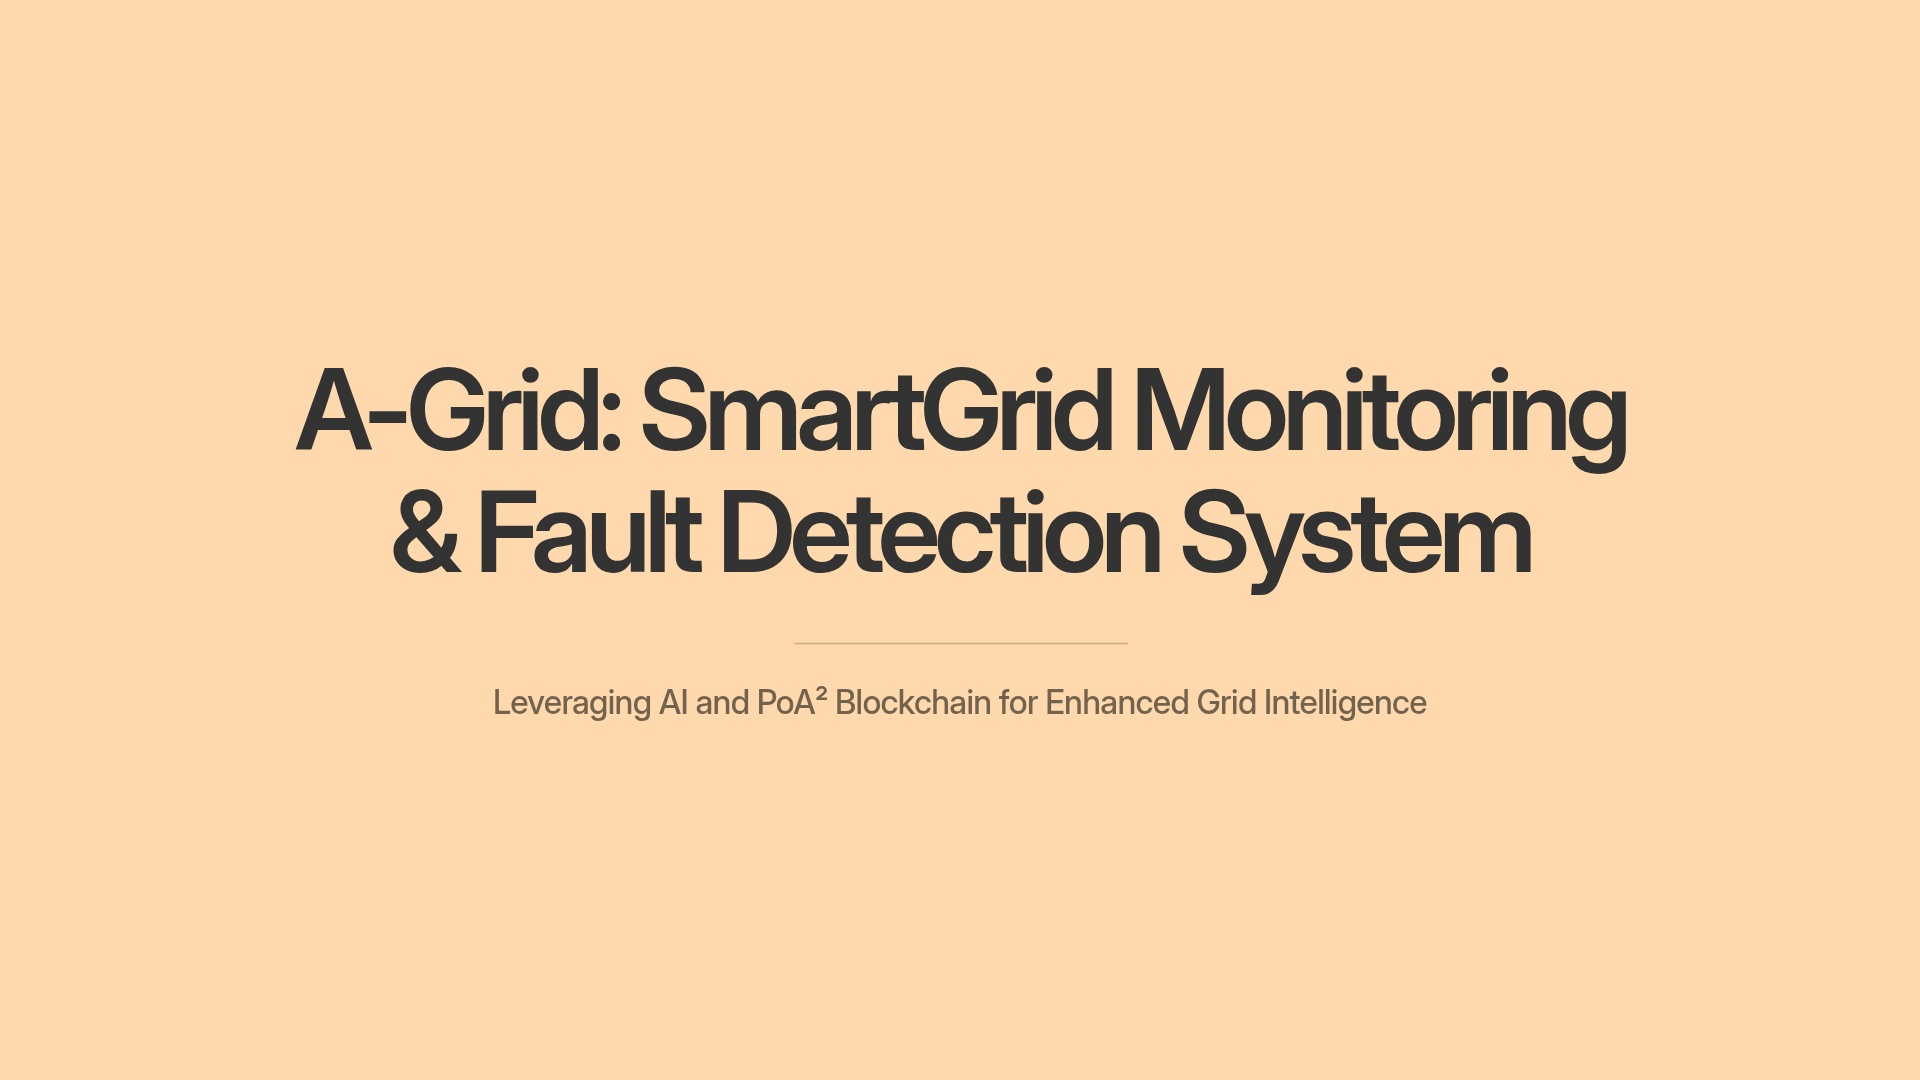 A-Grid: SmartGrid Monitoring
& Fault Detection System
Leveraging AI and PoA² Blockchain for Enhanced Grid Intelligence